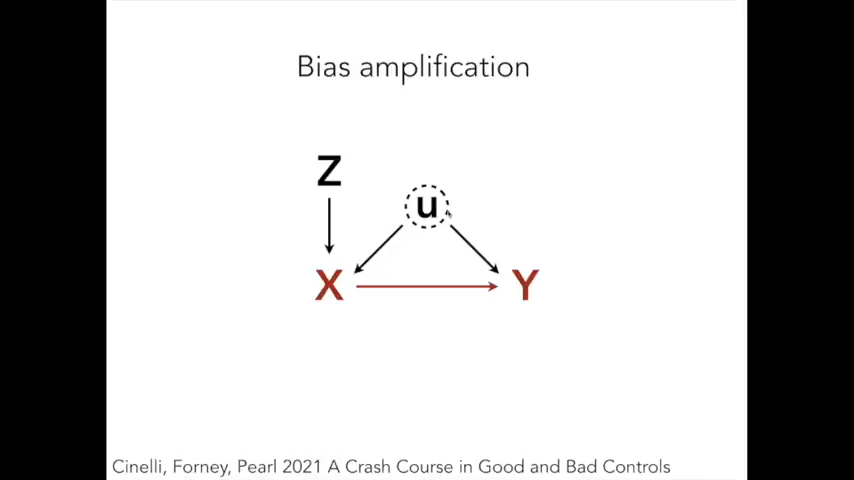 Bias amplification
Z
u
X
Y
Cinelli, Forney, Pearl 2021 A Crash Course in Good and Bad Controls